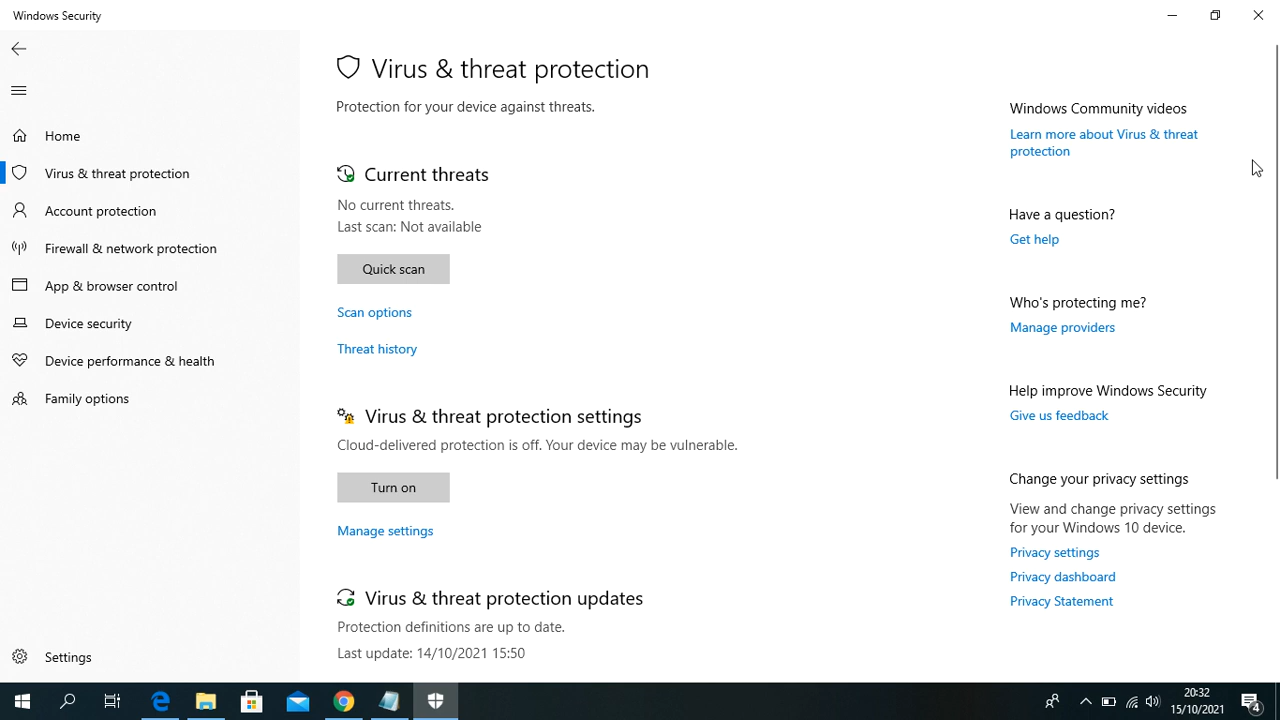 Windows Security
Home
Virus & threat protection
Account protection
Firewall & network protection
App & browser control
Device security
Device performance & health
Family options
Settings
Virus & threat protection
Protection for your device against threats.
Current threats
No current threats.
Last scan: Not available
Quick scan
Scan options
Threat history
Virus & threat protection settings
Cloud-delivered protection is off. Your device may be vulnerable.
Turn on
Manage settings
Virus & threat protection updates
Protection definitions are up to date.
Last update: 14/10/2021 15:50
Windows Community videos
Learn more about Virus & threat
protection
Have a question?
Get help
Who's protecting me?
Manage providers
Help improve Windows Security
Give us feedback
Change your privacy settings
View and change privacy settings
for your Windows 10 device.
Privacy settings
Privacy dashboard
Privacy Statement
20:32
15/10/2021
4